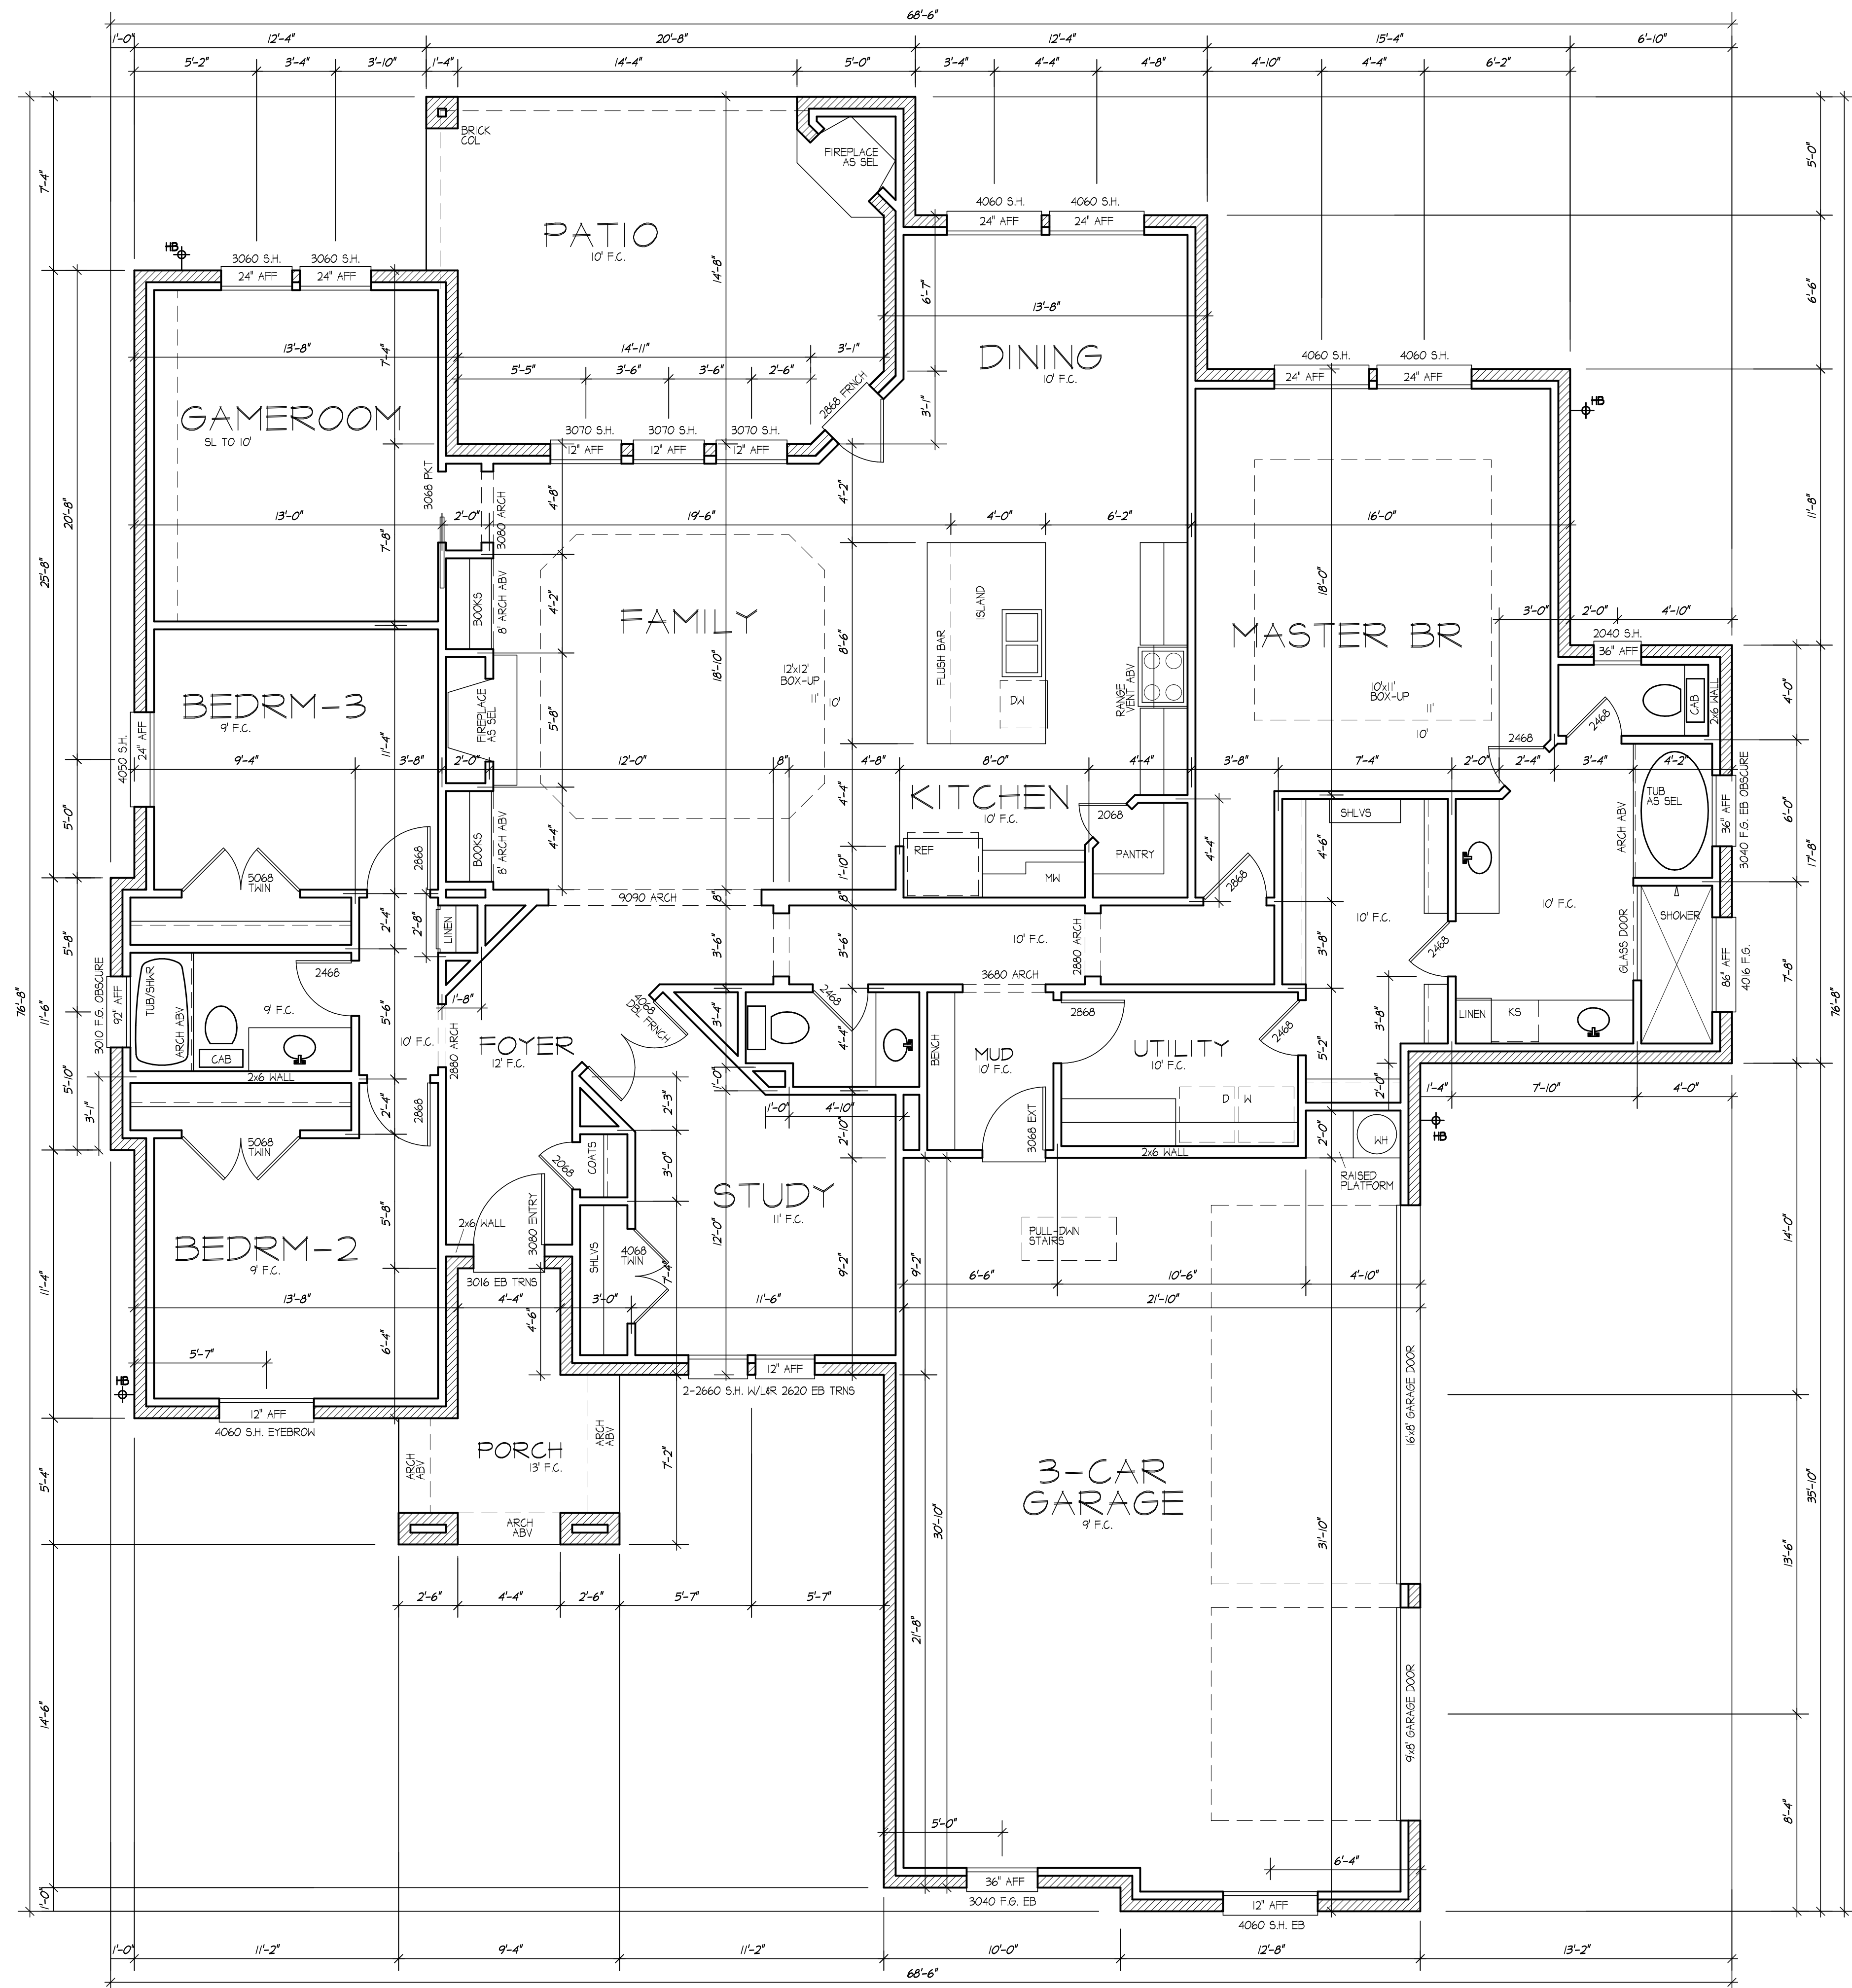 68'-6"
1'-0" 12'-4" 20'-8" 12'-4" 15'-4" 6'-10"
5'-2" 3'-4" 3'-10" 1'-4" 14'-4" 5'-0" 3'-4" 4'-4" 4'-8" 4'-10" 4'-4" 6'-2"
BRICK
COL
FIREPLACE
AS SEL
7'-4"
5'-0"
4060 S.H. 4060 S.H.
24" AFF 24" AFF
PATIO
10' F.C.
HB
3060 S.H. 3060 S.H.
24" AFF 24" AFF
14'-8"
6'-7"
6'-6"
13'-8"
13'-8"
7'-4"
14'-11" 3'-1"
5'-5" 3'-6" 3'-6" 2'-6"
DINING
10' F.C.
4060 S.H. 4060 S.H.
24" AFF 24" AFF
2868 FRNCH
3'-1"
HB
GAMEROOM
SL TO 10'
3070 S.H. 3070 S.H. 3070 S.H.
12" AFF 12" AFF 12" AFF
3068 PKT
3080 ARCH
4'-8"
4'-2"
11'-8"
20'-8"
25'-8"
13'-0" 2'-0" 19'-6" 4'-0" 6'-2" 16'-0"
7'-8"
18'-0"
BOOKS
8' ARCH ABV
4'-2"
FAMILY
18'-10"
8'-6"
FLUSH BAR
ISLAND
DW
RANGE
VENT ABV
MASTER BR
3'-0" 2'-0" 4'-10"
2040 S.H.
36" AFF
12'x12'
BOX-UP
11' 10'
10'x11'
BOX-UP
11'
10'
2468
CAB
2x6 WALL
4'-0"
BEDRM-3
9' F.C.
4050 S.H.
24" AFF
11'-4"
FIREPLACE
AS SEL
5'-8"
2468
9'-4" 3'-8" 2'-0" 12'-0" 8" 4'-8" 8'-0" 4'-4" 3'-8" 7'-4" 2'-0" 2'-4" 3'-4" 4'-2"
KITCHEN
10' F.C.
4'-4"
2068
SHLVS
TUB
AS SEL
ARCH ABV
36" AFF
3040 F.G. EB OBSCURE
6'-0"
17'-8"
5'-0"
BOOKS
8' ARCH ABV
4'-4"
1'-10"
REF
MW
PANTRY
4'-4"
4'-6"
2868
5068
TWIN
2868
9090 ARCH
8"
8"
10' F.C.
10' F.C.
SHOWER
2'-4"
2'-8"
LINEN
3'-6"
3'-6"
10' F.C.
2880 ARCH
3'-8"
2468
GLASS DOOR
86" AFF
4016 F.G.
7'-8"
76'-8"
11'-6"
5'-8"
3010 F.G. OBSCURE
92" AFF
TUB/SHWR
ARCH ABV
2468
9' F.C.
CAB
5'-6"
1'-8"
3680 ARCH
4068
DBL FRNCH
3'-4"
2468
4'-4"
BENCH
2868
2468
3'-8"
LINEN
KS
76'-8"
10' F.C.
2880 ARCH
FOYER
12' F.C.
MUD
10' F.C.
UTILITY
10' F.C.
5'-2"
5'-10"
3'-1"
2x6 WALL
2'-4"
2868
2'-3"
1'-0"
1'-0" 4'-10"
2'-10"
D W
2'-0"
1'-4" 7'-10" 4'-0"
HB
5068
TWIN
COATS
2068
3'-0"
3068 EXT
2x6 WALL
2'-0"
WH
RAISED
PLATFORM
BEDRM-2
9' F.C.
5'-8"
2x6 WALL
3080 ENTRY
STUDY
11' F.C.
12'-0"
9'-2"
9'-2"
PULL-DWN
STAIRS
14'-0"
SHLVS
4068
TWIN
7'-4"
3016 EB TRNS
11'-4"
13'-8" 4'-4" 3'-0" 11'-6" 21'-10"
6'-6" 10'-6" 4'-10"
4'-6"
6'-4"
5'-7"
HB
12" AFF
4060 S.H. EYEBROW
12" AFF
2-2660 S.H. W/L&R 2620 EB TRNS
16'x8' GARAGE DOOR
PORCH
13' F.C.
ARCH
ABV
ARCH
ABV
ARCH
ABV
7'-2"
5'-4"
3-CAR
GARAGE
9' F.C.
30'-10"
31'-10"
35'-10"
13'-6"
2'-6" 4'-4" 2'-6" 5'-7" 5'-7"
21'-8"
14'-6"
9'x8' GARAGE DOOR
8'-4"
5'-0"
6'-4"
36" AFF
3040 F.G. EB
12" AFF
4060 S.H. EB
1'-0"
1'-0" 11'-2" 9'-4" 11'-2" 10'-0" 12'-8" 13'-2"
68'-6"